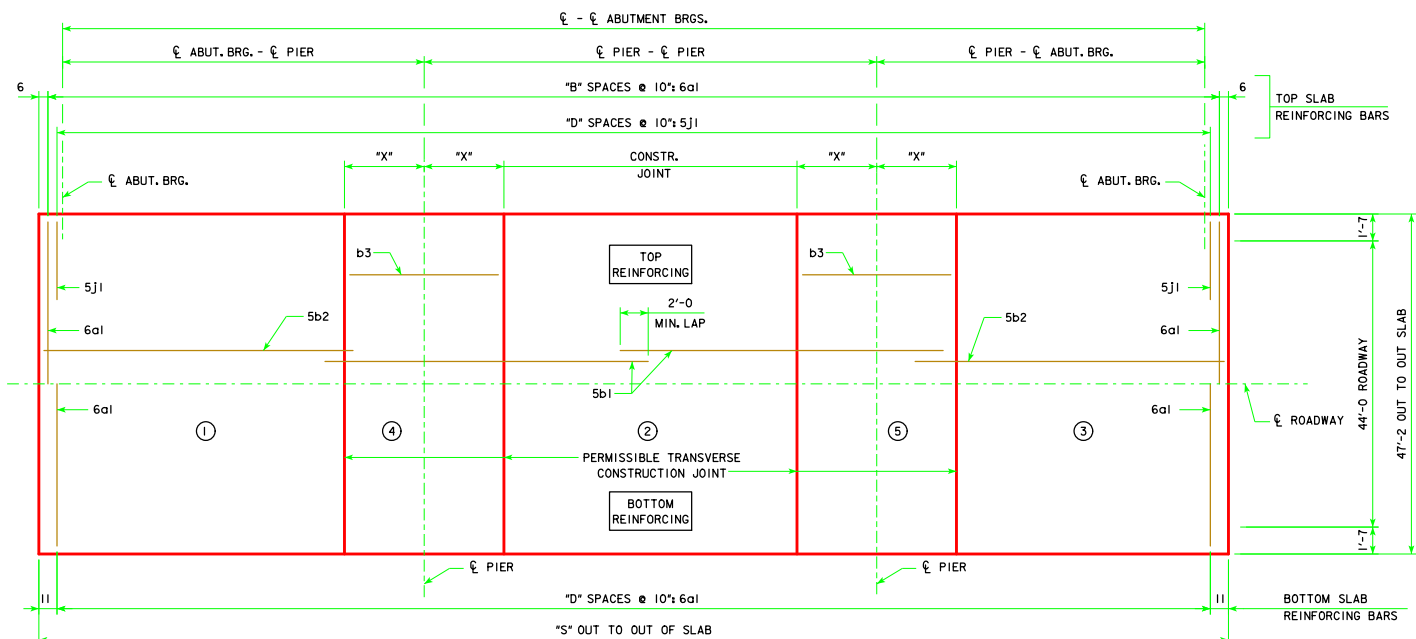 ℄ - ℄ ABUTMENT BRGS.
℄ ABUT. BRG. - ℄ PIER
℄ PIER - ℄ PIER
℄ PIER - ℄ ABUT. BRG.
6
"B" SPACES @ 10": 6a1
6
TOP SLAB
REINFORCING BARS
"D" SPACES @ 10": 5j1
"X"
"X"
CONSTR.
JOINT
"X"
"X"
℄ ABUT. BRG.
℄ ABUT. BRG.
1'-7
b3
TOP
REINFORCING
b3
5j1
5j1
2'-0
MIN. LAP
5b2
5b2
6a1
6a1
5b1
6a1
6a1
℄ ROADWAY
44'-0 ROADWAY
47'-2 OUT TO OUT SLAB
1
4
2
5
3
PERMISSIBLE TRANSVERSE
CONSTRUCTION JOINT
BOTTOM
REINFORCING
1'-7
℄ PIER
℄ PIER
11
"D" SPACES @ 10": 6a1
11
BOTTOM SLAB
REINFORCING BARS
"S" OUT TO OUT OF SLAB